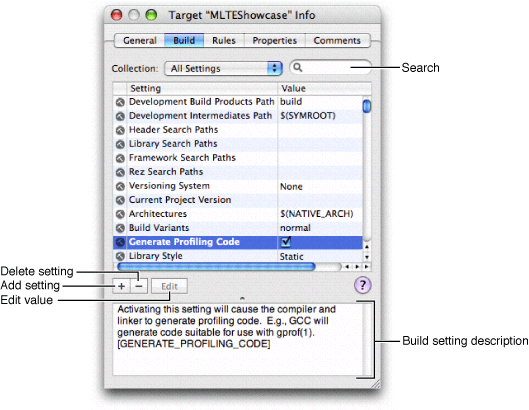 Target "MLTEShowcase" Info
General Build Rules Properties Comments
Collection: All Settings
Search
Setting Value
Development Build Products Path build
Development Intermediates Path $(SYMROOT)
Header Search Paths
Library Search Paths
Framework Search Paths
Rez Search Paths
Versioning System None
Current Project Version
Architectures $(NATIVE_ARCH)
Build Variants normal
Generate Profiling Code
Library Style Static
Delete setting
Add setting
Edit value
+ − Edit ?
Activating this setting will cause the compiler and
linker to generate profiling code. E.g., GCC will
generate code suitable for use with gprof(1).
[GENERATE_PROFILING_CODE]
Build setting description